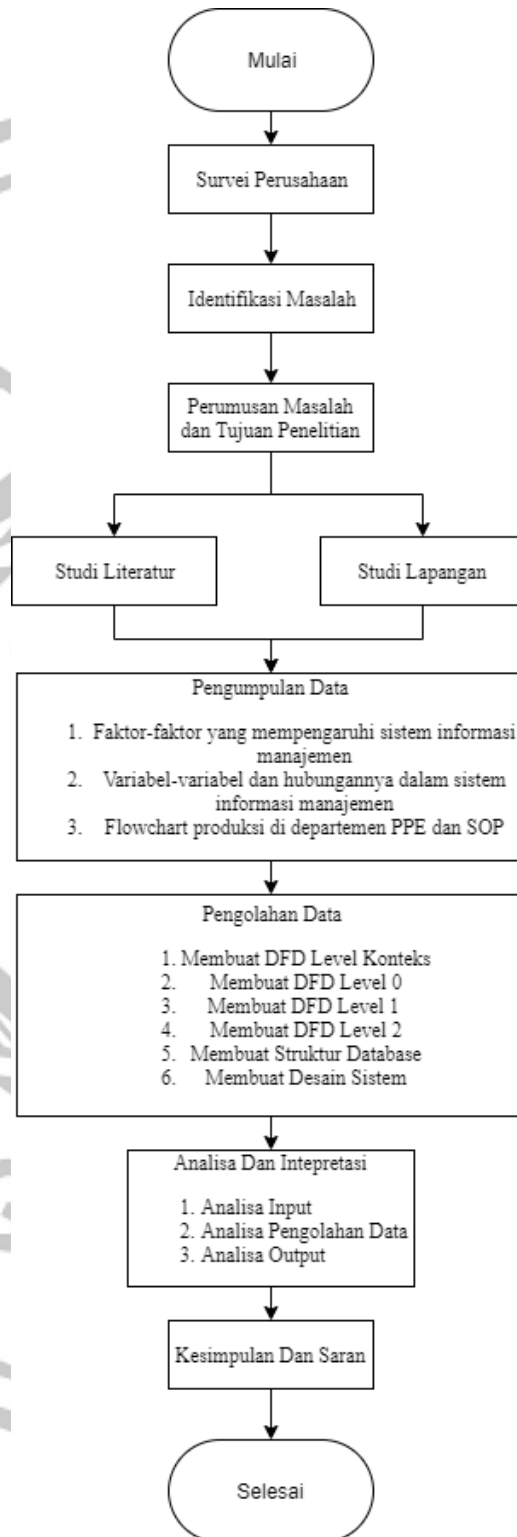 Mulai
Survei Perusahaan
Identifikasi Masalah
Perumusan Masalah
dan Tujuan Penelitian
Studi Literatur
Studi Lapangan
Pengumpulan Data
1. Faktor-faktor yang mempengaruhi sistem informasi
manajemen
2. Variabel-variabel dan hubungannya dalam sistem
informasi manajemen
3. Flowchart produksi di departemen PPE dan SOP
Pengolahan Data
1. Membuat DFD Level Konteks
2. Membuat DFD Level 0
3. Membuat DFD Level 1
4. Membuat DFD Level 2
5. Membuat Struktur Database
6. Membuat Desain Sistem
Analisa Dan Intepretasi
1. Analisa Input
2. Analisa Pengolahan Data
3. Analisa Output
Kesimpulan Dan Saran
Selesai